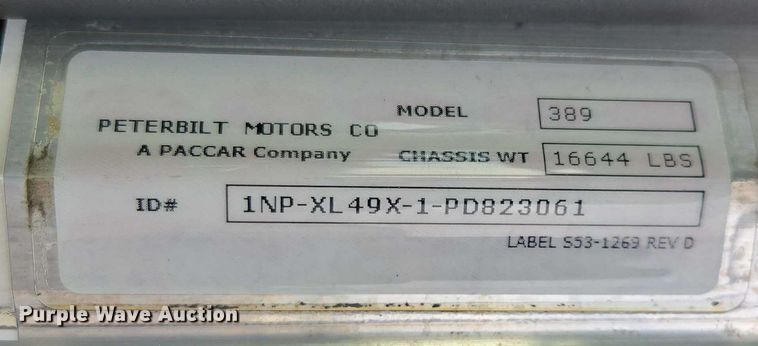 MODEL 389
PETERBILT MOTORS CO
A PACCAR Company CHASSIS WT 16644 LBS
ID# 1NP-XL49X-1-PD823061
LABEL S53-1269 REV D
Purple Wave Auction